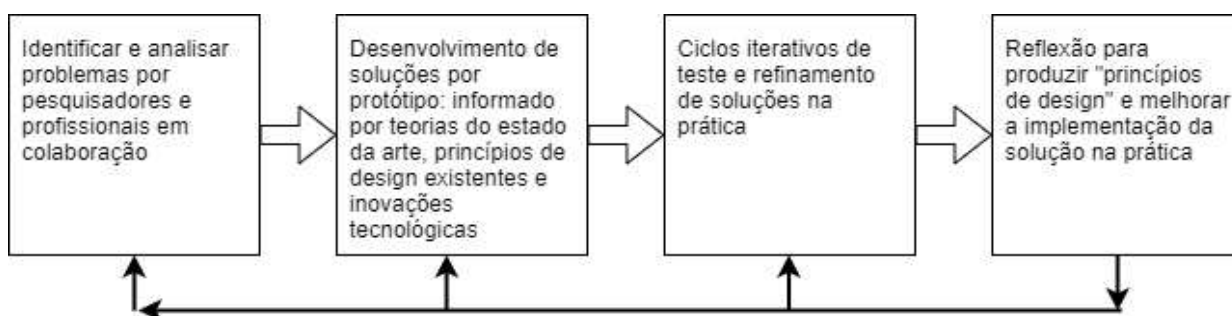 Identificar e analisar
problemas por
pesquisadores e
profissionais em
colaboração
Desenvolvimento de
soluções por
protótipo: informado
por teorias do estado
da arte, princípios de
design existentes e
inovações
tecnológicas
Ciclos iterativos de
teste e refinamento
de soluções na
prática
Reflexão para
produzir "princípios
de design" e melhorar
a implementação da
solução na prática